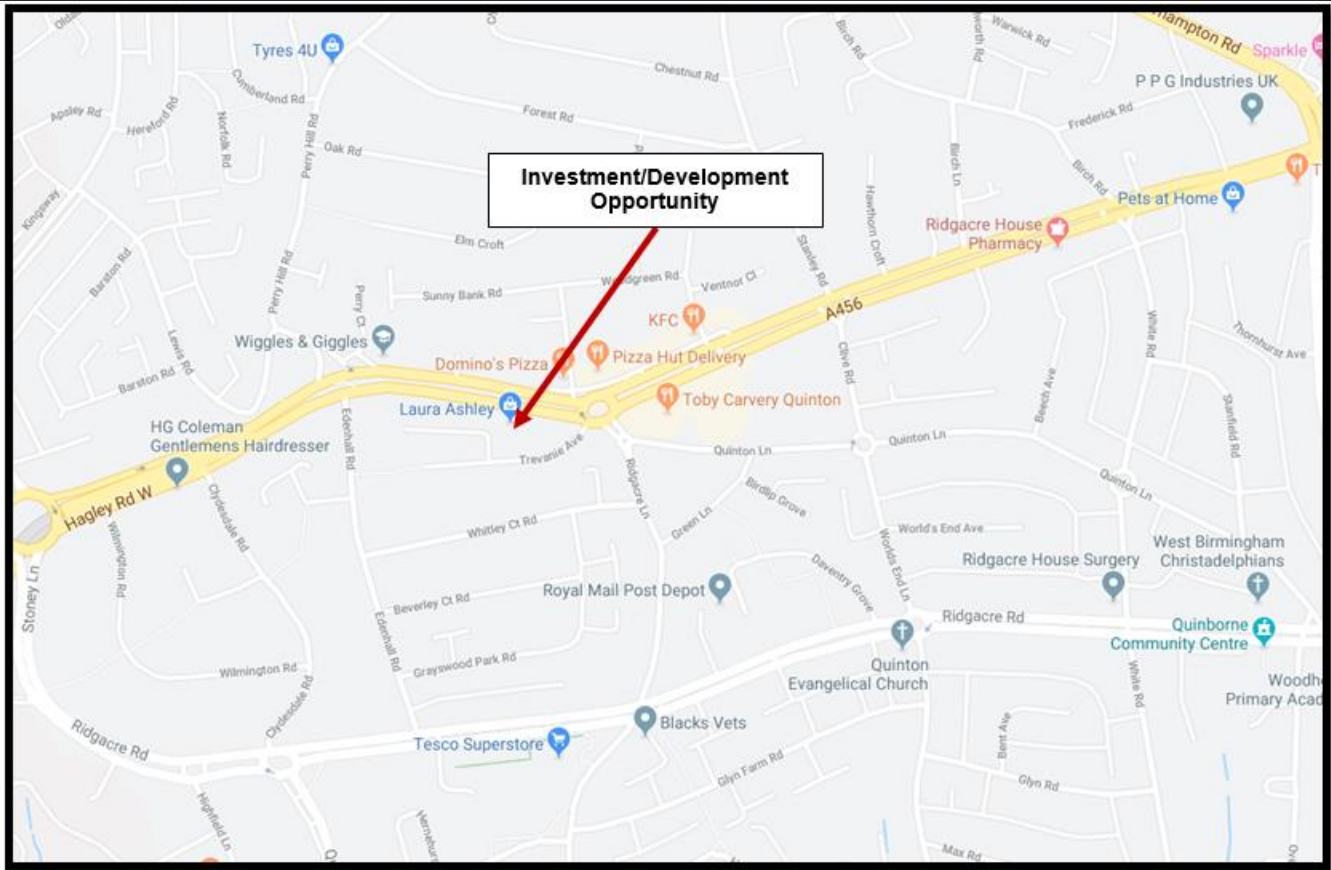 Tyres 4U
Chestnut Rd
Birch Rd
Warwick Rd
Sparkle
P P G Industries UK
Cumberland Rd
Apsley Rd
Hereford Rd
Norfolk Rd
Perry Hill Rd
Forest Rd
Frederick Rd
Oak Rd
Birch Ln
Birch Rd
Investment/Development
Opportunity
Kingsway
Hawthorn Croft
Pets at Home
Ridgacre House
Pharmacy
Elm Croft
Stanley Rd
Barston Rd
Perry Hill Rd
Perry Ct
Sunny Bank Rd
Ventnor Cl
A456
KFC
White Rd
Thornhurst Ave
Wiggles & Giggles
Lewis Rd
Domino's Pizza
Pizza Hut Delivery
Clive Rd
Barston Rd
Beech Ave
Laura Ashley
Toby Carvery Quinton
Stanfield Rd
HG Coleman
Gentlemens Hairdresser
Edenhall Rd
Trevanie Ave
Quinton Ln
Quinton Ln
Ridgacre Ln
Birdlip Grove
Quinton Ln
Hagley Rd W
Clydesdale Rd
Whitley Ct Rd
Green Ln
World's End Ave
Wilmington Rd
Worlds End Ln
West Birmingham
Christadelphians
Ridgacre House Surgery
Daventry Grove
Royal Mail Post Depot
Stoney Ln
Beverley Ct Rd
Ridgacre Rd
Edenhall Rd
Quinborne
Community Centre
Grayswood Park Rd
Wilmington Rd
Quinton
Evangelical Church
White Rd
Primary Acad
Clydesdale Rd
Blacks Vets
Bent Ave
Ridgacre Rd
Tesco Superstore
Glyn Farm Rd
Glyn Rd
Highfield Ln
Max Rd